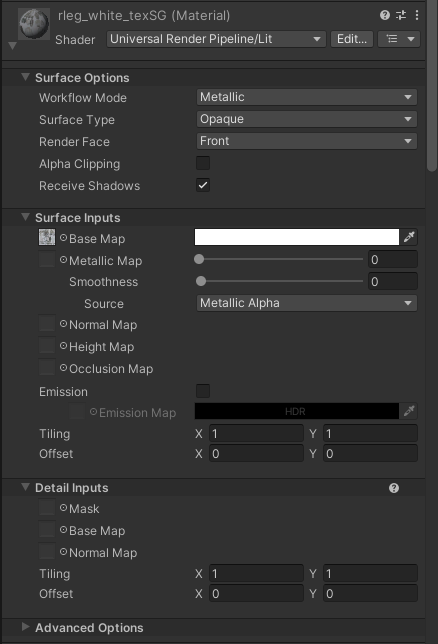 rleg_white_texSG (Material)
Shader Universal Render Pipeline/Lit Edit...
Surface Options
Workflow Mode Metallic
Surface Type Opaque
Render Face Front
Alpha Clipping
Receive Shadows
Surface Inputs
Base Map
Metallic Map 0
Smoothness 0
Source Metallic Alpha
Normal Map
Height Map
Occlusion Map
Emission
Emission Map HDR
Tiling X 1 Y 1
Offset X 0 Y 0
Detail Inputs
Mask
Base Map
Normal Map
Tiling X 1 Y 1
Offset X 0 Y 0
Advanced Options